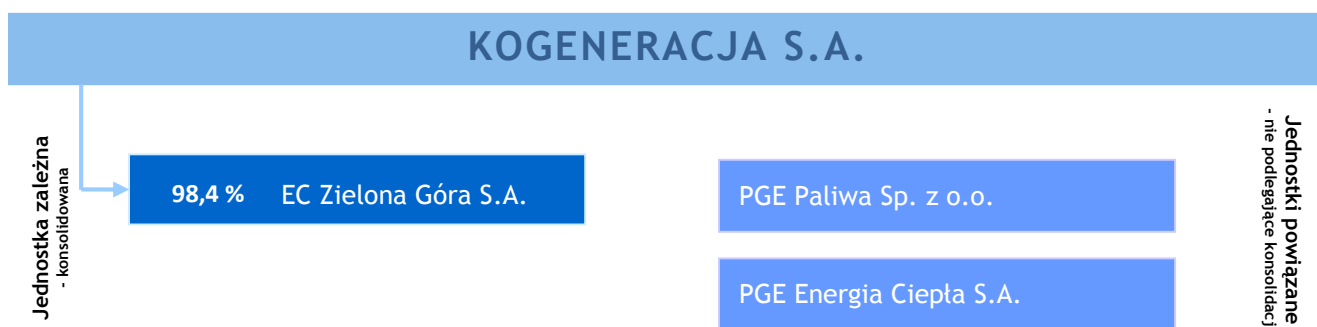 KOGENERACJA S.A.
Jednostka zależna
- konsolidowana
98,4 % EC Zielona Góra S.A.
PGE Paliwa Sp. z o.o.
PGE Energia Ciepła S.A.
Jednostki powiązane
- nie podlegające konsolidacj